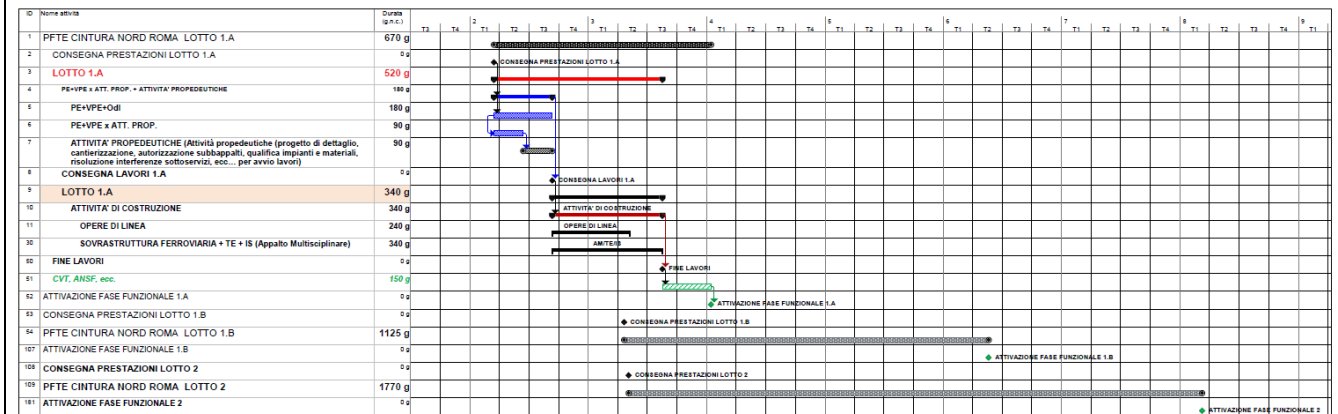 ID Nome attività Durata (g.n.c.) 2 3 4 5 6 7 8 9
T3 T4 T1 T2 T3 T4 T1 T2 T3 T4 T1 T2 T3 T4 T1 T2 T3 T4 T1 T2 T3 T4 T1 T2 T3 T4 T1 T2 T3 T4 T1
1 PFTE CINTURA NORD ROMA LOTTO 1.A 670 g
2 CONSEGNA PRESTAZIONI LOTTO 1.A 0 g CONSEGNA PRESTAZIONI LOTTO 1.A
3 LOTTO 1.A 520 g
4 PE+VPE x ATT. PROP. + ATTIVITA' PROPEDEUTICHE 180 g
5 PE+VPE+OdI 180 g
6 PE+VPE x ATT. PROP. 90 g
7 ATTIVITA' PROPEDEUTICHE (Attività propedeutiche (progetto di dettaglio, 90 g
cantierizzazione, autorizzazione subbappalti, qualifica impianti e materiali,
risoluzione interferenze sottoservizi, ecc... per avvio lavori)
8 CONSEGNA LAVORI 1.A 0 g CONSEGNA LAVORI 1.A
9 LOTTO 1.A 340 g
10 ATTIVITA' DI COSTRUZIONE 340 g ATTIVITA' DI COSTRUZIONE
11 OPERE DI LINEA 240 g OPERE DI LINEA
30 SOVRASTRUTTURA FERROVIARIA + TE + IS (Appalto Multisciplinare) 340 g AM/TE/IS
50 FINE LAVORI 0 g FINE LAVORI
51 CVT, ANSF, ecc. 150 g
52 ATTIVAZIONE FASE FUNZIONALE 1.A 0 g ATTIVAZIONE FASE FUNZIONALE 1.A
53 CONSEGNA PRESTAZIONI LOTTO 1.B 0 g CONSEGNA PRESTAZIONI LOTTO 1.B
54 PFTE CINTURA NORD ROMA LOTTO 1.B 1125 g
107 ATTIVAZIONE FASE FUNZIONALE 1.B 0 g ATTIVAZIONE FASE FUNZIONALE 1.B
108 CONSEGNA PRESTAZIONI LOTTO 2 0 g CONSEGNA PRESTAZIONI LOTTO 2
109 PFTE CINTURA NORD ROMA LOTTO 2 1770 g
181 ATTIVAZIONE FASE FUNZIONALE 2 0 g ATTIVAZIONE FASE FUNZIONALE 2